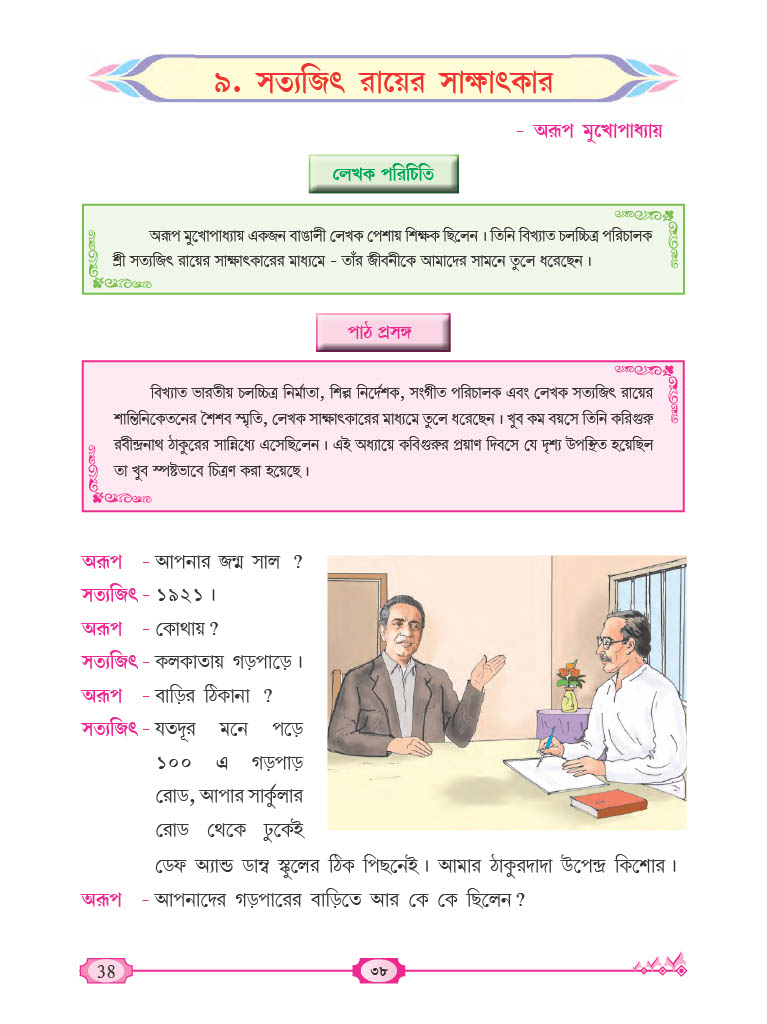 ৯. সত্যজিৎ রায়ের সাক্ষাৎকার
- অরূপ মুখোপাধ্যায়
লেখক পরিচিতি
অরূপ মুখোপাধ্যায় একজন বাঙালী লেখক পেশায় শিক্ষক ছিলেন। তিনি বিখ্যাত চলচ্চিত্র পরিচালক
শ্রী সত্যজিৎ রায়ের সাক্ষাৎকারের মাধ্যমে - তাঁর জীবনীকে আমাদের সামনে তুলে ধরেছেন।
পাঠ প্রসঙ্গ
বিখ্যাত ভারতীয় চলচ্চিত্র নির্মাতা, শিল্প নির্দেশক, সংগীত পরিচালক এবং লেখক সত্যজিৎ রায়ের
শান্তিনিকেতনের শৈশব স্মৃতি, লেখক সাক্ষাৎকারের মাধ্যমে তুলে ধরেছেন। খুব কম বয়সে তিনি করিগুরু
রবীন্দ্রনাথ ঠাকুরের সান্নিধ্যে এসেছিলেন। এই অধ্যায়ে কবিগুরুর প্রয়াণ দিবসে যে দৃশ্য উপস্থিত হয়েছিল
তা খুব স্পষ্টভাবে চিত্রণ করা হয়েছে।
অরূপ - আপনার জন্ম সাল ?
সত্যজিৎ - ১৯২১।
অরূপ - কোথায় ?
সত্যজিৎ - কলকাতায় গড়পাড়ে।
অরূপ - বাড়ির ঠিকানা ?
সত্যজিৎ - যতদূর মনে পড়ে
১০০ এ গড়পাড়
রোড, আপার সার্কুলার
রোড থেকে ঢুকেই
ডেফ অ্যান্ড ডাম্ব স্কুলের ঠিক পিছনেই। আমার ঠাকুরদাদা উপেন্দ্র কিশোর।
অরূপ - আপনাদের গড়পারের বাড়িতে আর কে কে ছিলেন ?
38
৩৮